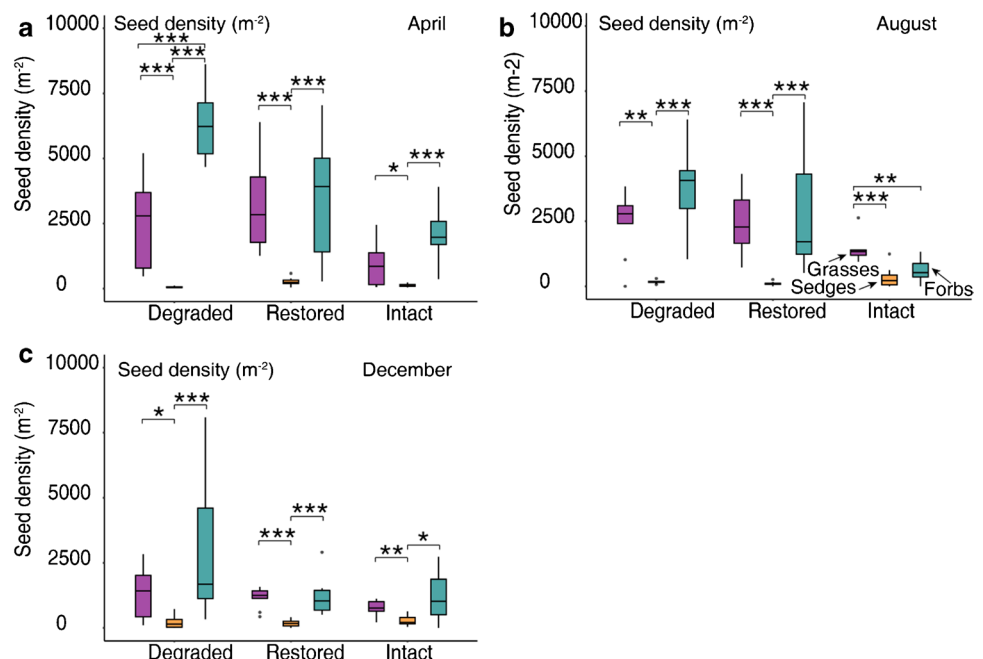 a
Seed density (m-2)
April
Seed density (m-2)
10000
7500
5000
2500
0
***
***
***
***
***
*
***
Degraded
Restored
Intact
b
Seed density (m-2)
August
Seed density (m-2)
10000
7500
5000
2500
0
**
***
***
***
**
***
Grasses
Sedges
Forbs
Degraded
Restored
Intact
c
Seed density (m-2)
December
Seed density (m-2)
10000
7500
5000
2500
0
*
***
***
***
**
*
Degraded
Restored
Intact